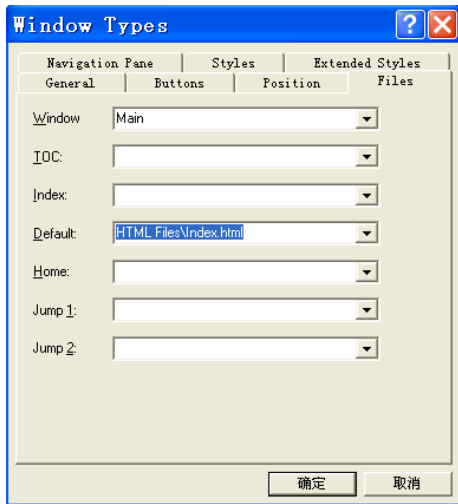 Window Types
Navigation Pane Styles Extended Styles
General Buttons Position Files
Window Main
TOC:
Index:
Default: HTML Files\Index.html
Home:
Jump 1:
Jump 2:
确定 取消